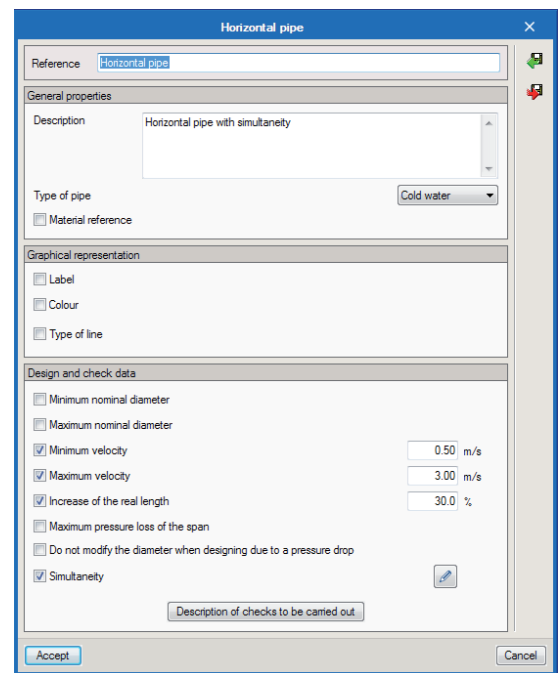 Horizontal pipe
Reference Horizontal pipe
General properties
Description Horizontal pipe with simultaneity
Type of pipe Cold water
Material reference
Graphical representation
Label
Colour
Type of line
Design and check data
Minimum nominal diameter
Maximum nominal diameter
Minimum velocity 0.50 m/s
Maximum velocity 3.00 m/s
Increase of the real length 30.0 %
Maximum pressure loss of the span
Do not modify the diameter when designing due to a pressure drop
Simultaneity
Description of checks to be carried out
Accept Cancel